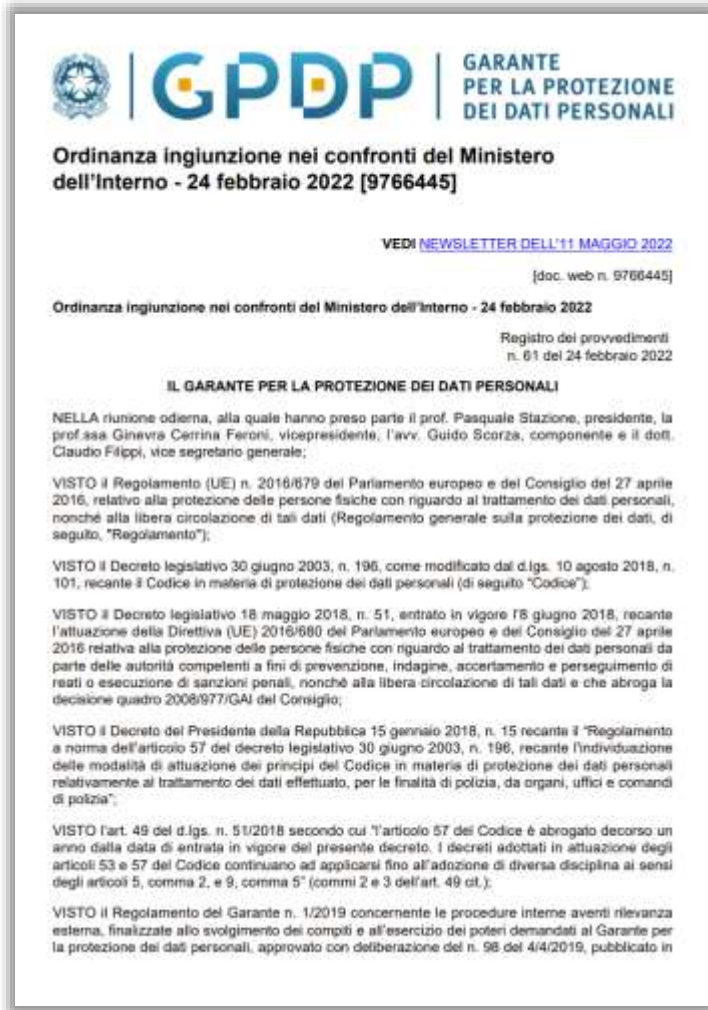 GPDP
GARANTE
PER LA PROTEZIONE
DEI DATI PERSONALI
Ordinanza ingiunzione nei confronti del Ministero
dell'Interno - 24 febbraio 2022 [9766445]
VEDI NEWSLETTER DELL'11 MAGGIO 2022
[doc. web n. 9766445]
Ordinanza ingiunzione nei confronti del Ministero dell'Interno - 24 febbraio 2022
Registro dei provvedimenti
n. 61 del 24 febbraio 2022
IL GARANTE PER LA PROTEZIONE DEI DATI PERSONALI
NELLA riunione odierna, alla quale hanno preso parte il prof. Pasquale Stazione, presidente, la
prof.ssa Ginevra Cerrina Feroni, vicepresidente, l'avv. Guido Scorza, componente e il dott.
Claudio Filippi, vice segretario generale;
VISTO il Regolamento (UE) n. 2016/679 del Parlamento europeo e del Consiglio del 27 aprile
2016, relativo alla protezione delle persone fisiche con riguardo al trattamento dei dati personali,
nonché alla libera circolazione di tali dati (Regolamento generale sulla protezione dei dati, di
seguito, "Regolamento");
VISTO il Decreto legislativo 30 giugno 2003, n. 196, come modificato dal d.lgs. 10 agosto 2018, n.
101, recante il Codice in materia di protezione dei dati personali (di seguito "Codice");
VISTO il Decreto legislativo 18 maggio 2018, n. 51, entrato in vigore l'8 giugno 2018, recante
l'attuazione della Direttiva (UE) 2016/680 del Parlamento europeo e del Consiglio del 27 aprile
2016 relativa alla protezione delle persone fisiche con riguardo al trattamento dei dati personali da
parte delle autorità competenti a fini di prevenzione, indagine, accertamento e perseguimento di
reati o esecuzione di sanzioni penali, nonché alla libera circolazione di tali dati e che abroga la
decisione quadro 2008/977/GAI del Consiglio;
VISTO il Decreto del Presidente della Repubblica 15 gennaio 2018, n. 15 recante il "Regolamento
a norma dell'articolo 57 del decreto legislativo 30 giugno 2003, n. 196, recante l'individuazione
delle modalità di attuazione dei principi del Codice in materia di protezione dei dati personali
relativamente al trattamento dei dati effettuato, per le finalità di polizia, da organi, uffici e comandi
di polizia";
VISTO l'art. 49 del d.lgs. n. 51/2018 secondo cui "l'articolo 57 del Codice è abrogato decorso un
anno dalla data di entrata in vigore del presente decreto. I decreti adottati in attuazione degli
articoli 53 e 57 del Codice continuano ad applicarsi fino all'adozione di diversa disciplina ai sensi
degli articoli 5, comma 2, e 9, comma 5" (commi 2 e 3 dell'art. 49 cit.);
VISTO il Regolamento del Garante n. 1/2019 concernente le procedure interne aventi rilevanza
esterna, finalizzate allo svolgimento dei compiti e all'esercizio dei poteri demandati al Garante per
la protezione dei dati personali, approvato con deliberazione del n. 98 del 4/4/2019, pubblicato in